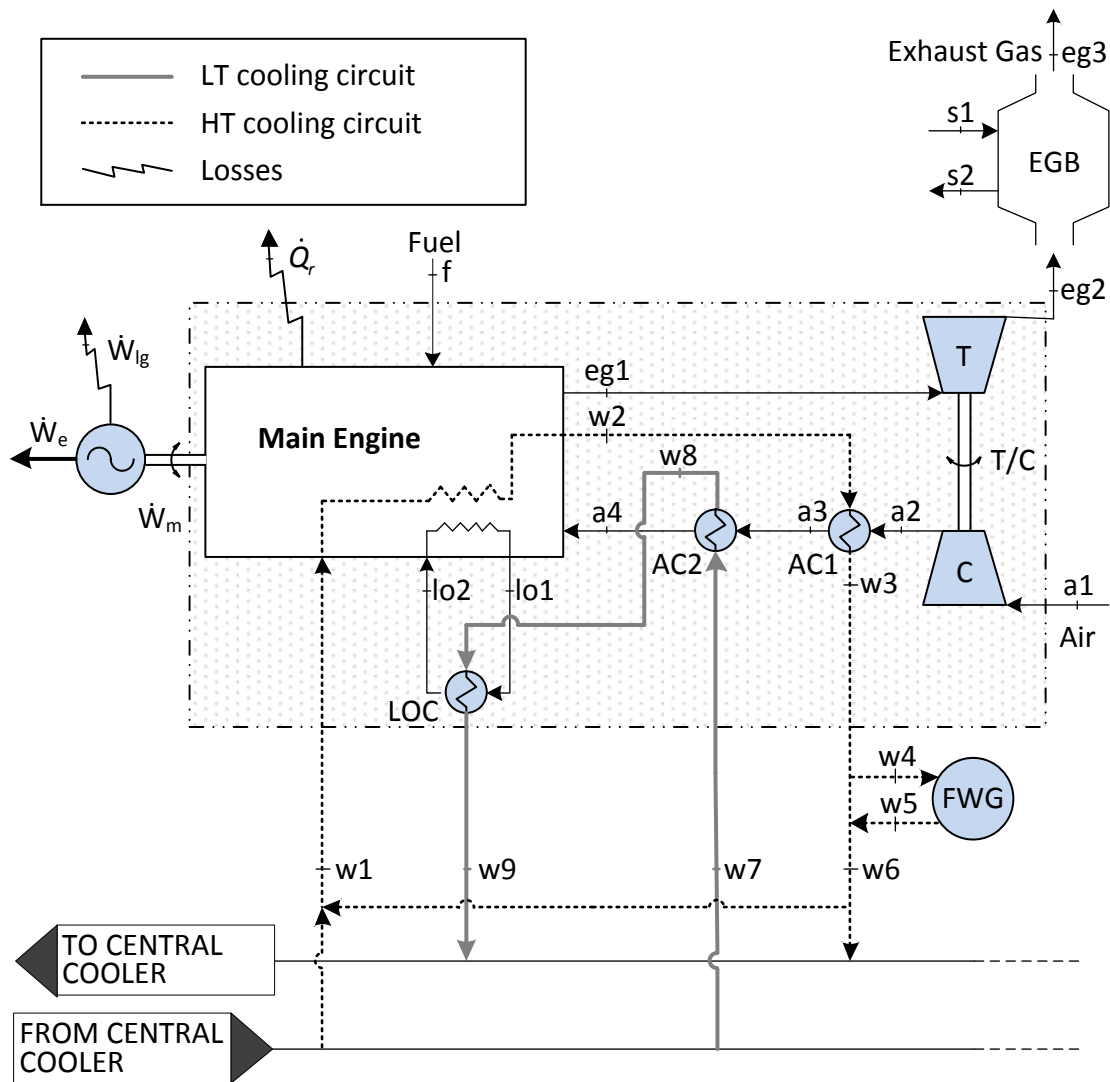 LT cooling circuit
HT cooling circuit
Losses
Exhaust Gas
eg3
s1
s2
EGB
eg2
Q̇r
Fuel
f
Ẇlg
Ẇe
Ẇm
Main Engine
eg1
w2
w8
T
T/C
a4
a3
a2
AC2
AC1
C
w3
a1
Air
lo2
lo1
LOC
w4
w5
FWG
w1
w9
w7
w6
TO CENTRAL
COOLER
FROM CENTRAL
COOLER